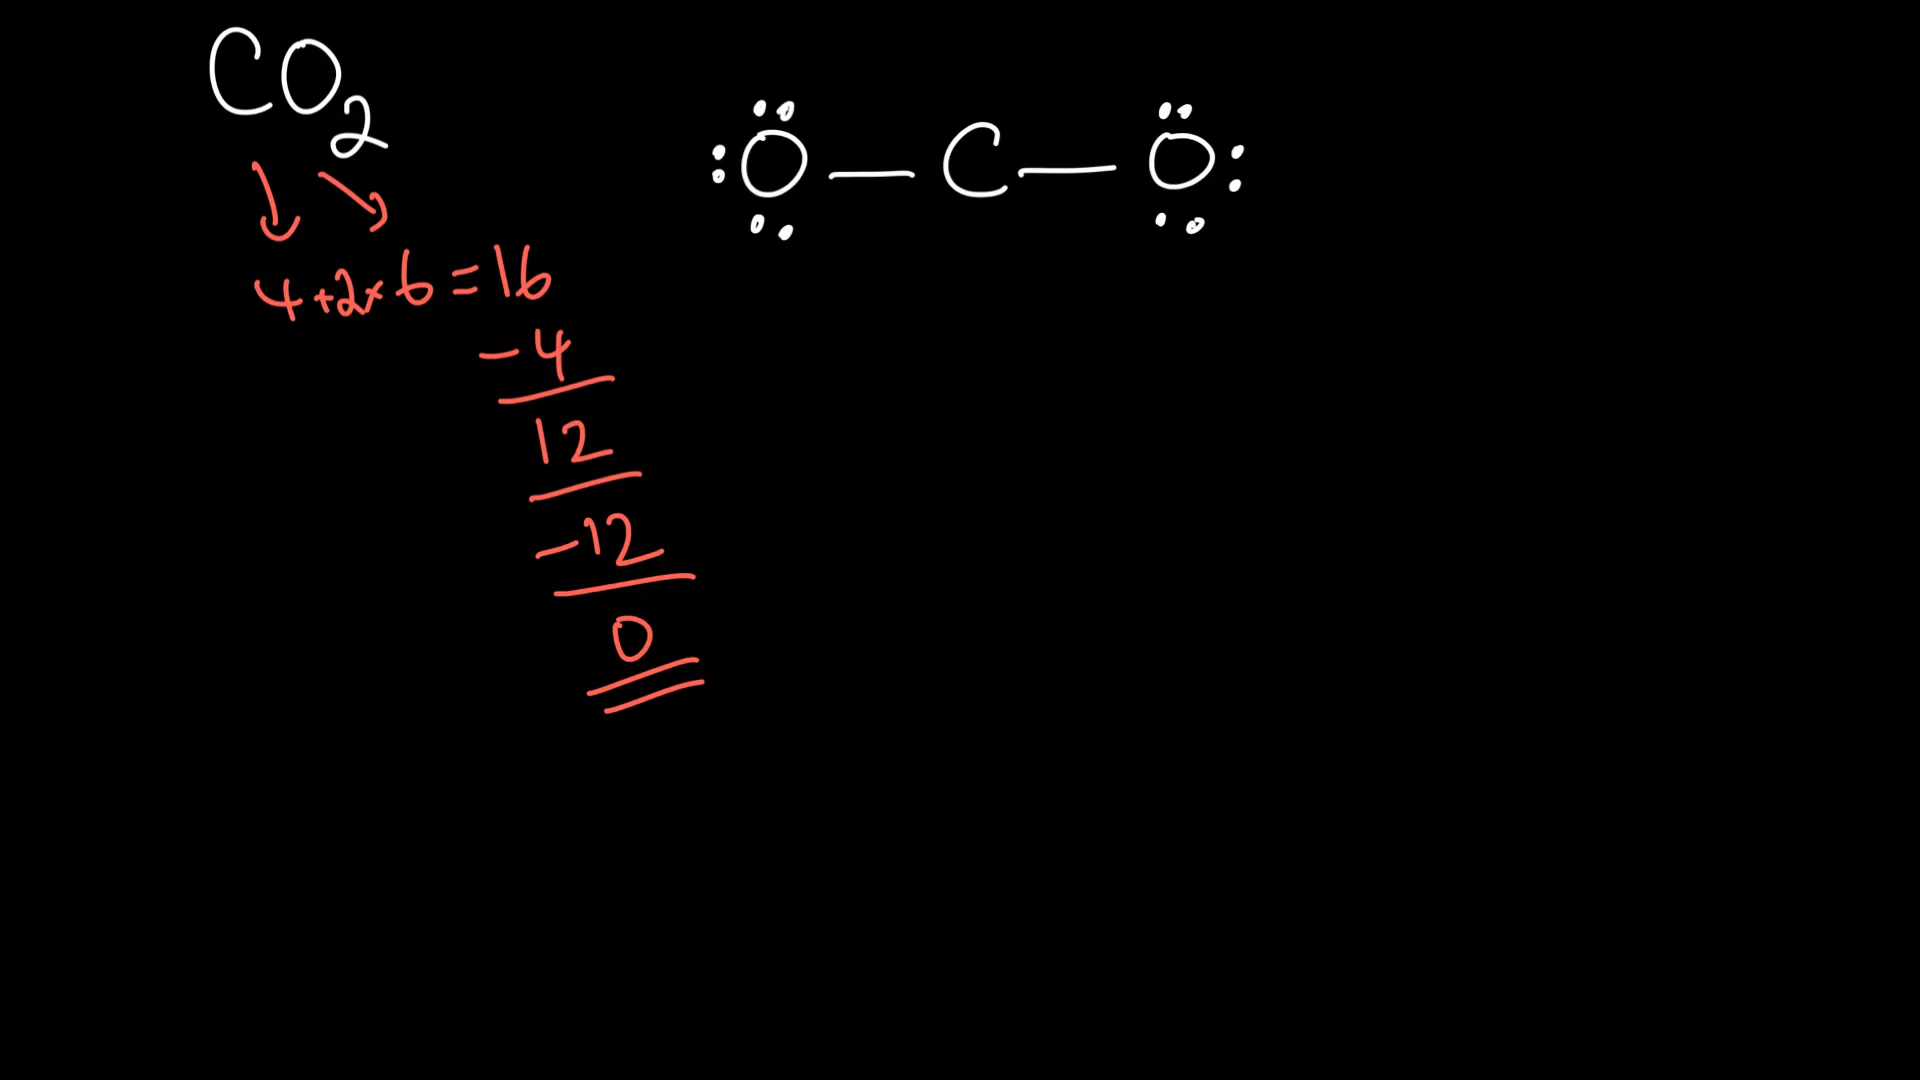 CO₂
:Ö — C — Ö:
4+2×6=16
-4
12
-12
0